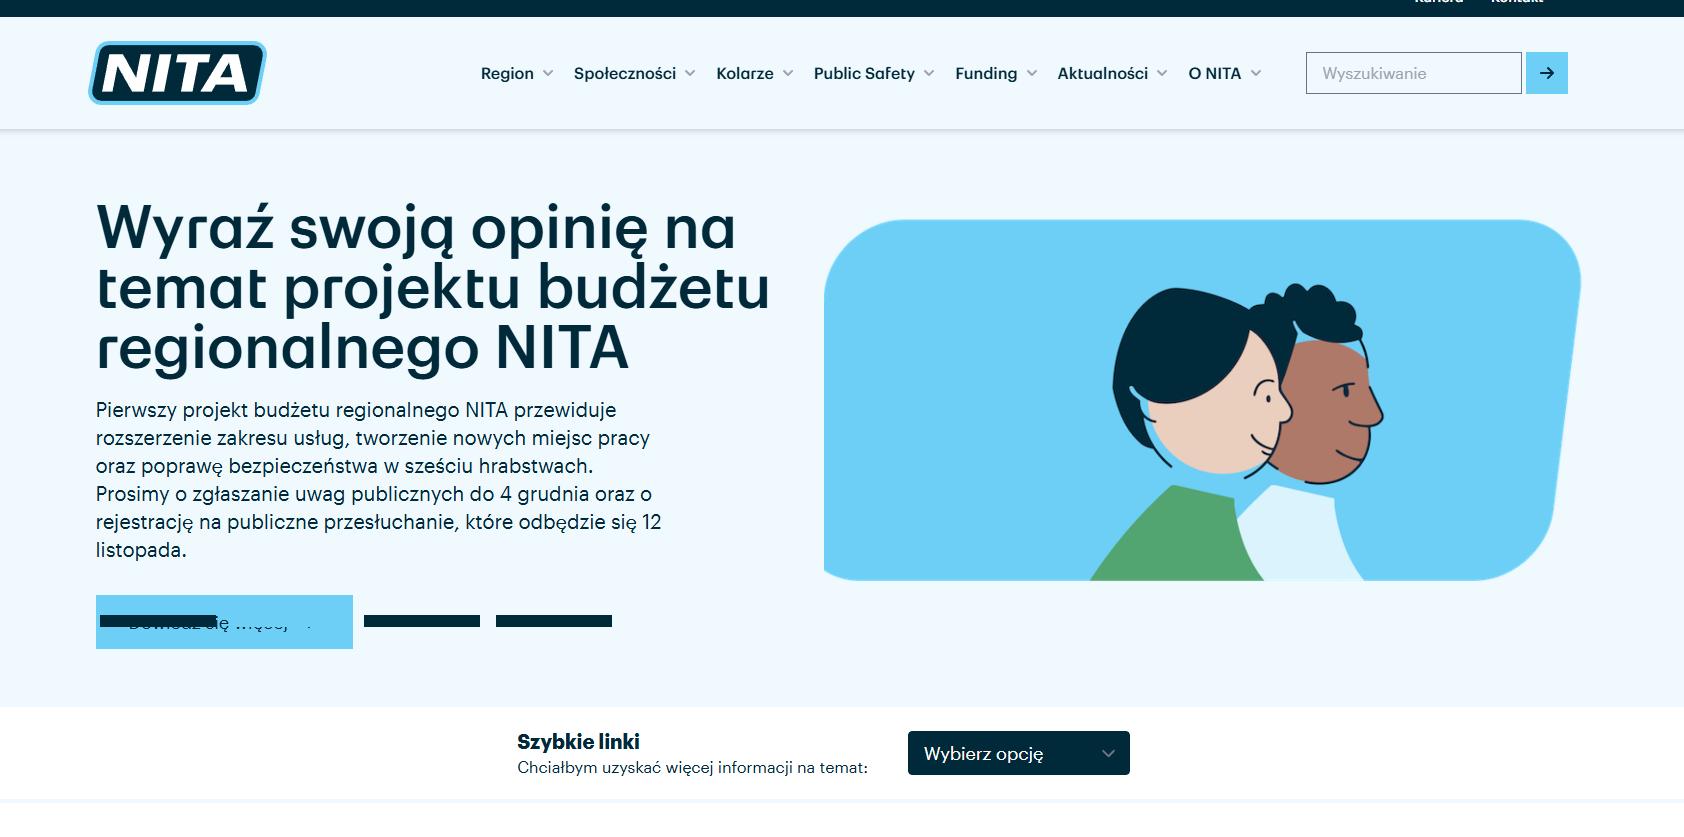 Kariera Kontakt
NITA
Region Społeczności Kolarze Public Safety Funding Aktualności O NITA Wyszukiwanie
Wyraź swoją opinię na
temat projektu budżetu
regionalnego NITA
Pierwszy projekt budżetu regionalnego NITA przewiduje
rozszerzenie zakresu usług, tworzenie nowych miejsc pracy
oraz poprawę bezpieczeństwa w sześciu hrabstwach.
Prosimy o zgłaszanie uwag publicznych do 4 grudnia oraz o
rejestrację na publiczne przesłuchanie, które odbędzie się 12
listopada.
Szybkie linki
Chciałbym uzyskać więcej informacji na temat:
Wybierz opcję